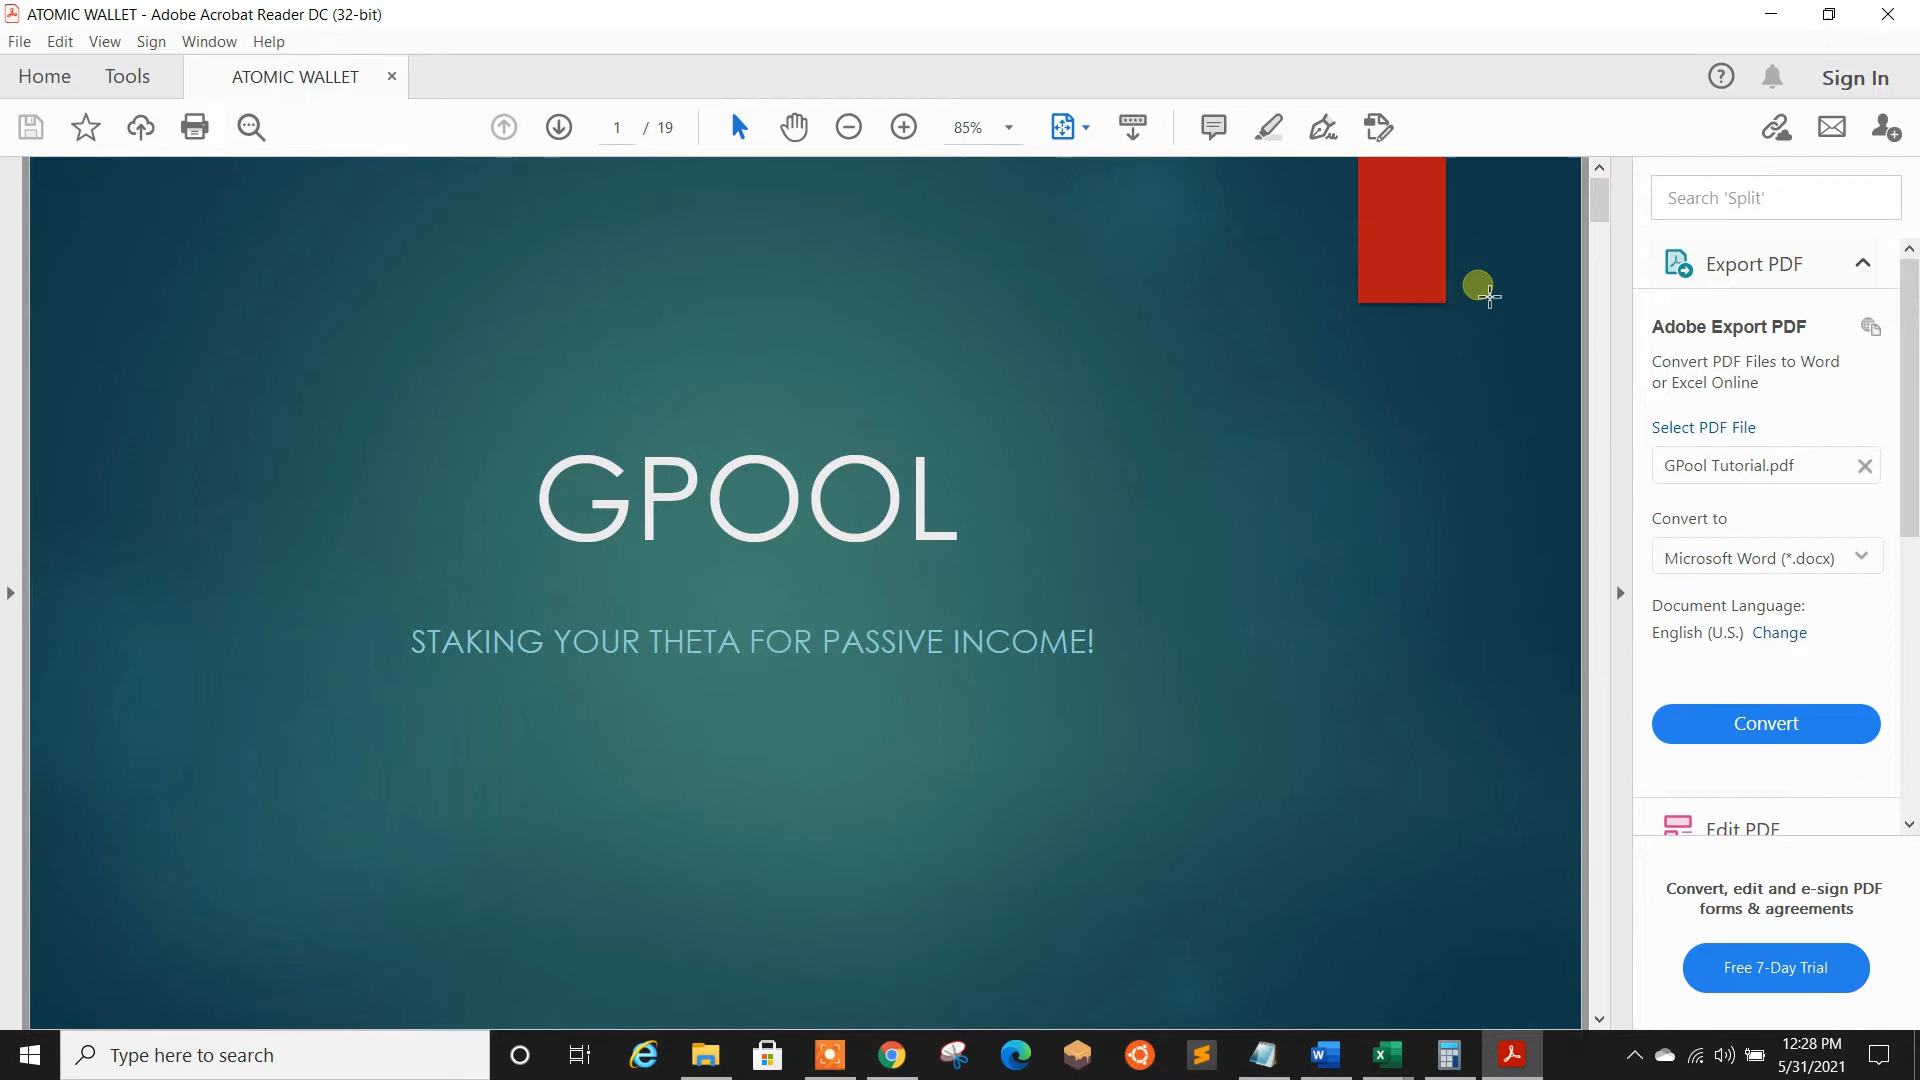 ATOMIC WALLET - Adobe Acrobat Reader DC (32-bit)
File Edit View Sign Window Help
Home Tools ATOMIC WALLET Sign In
1 / 19 85%
Search 'Split'
Export PDF
Adobe Export PDF
Convert PDF Files to Word
or Excel Online
Select PDF File
GPool Tutorial.pdf
Convert to
Microsoft Word (*.docx)
Document Language:
English (U.S.) Change
Convert
Edit PDF
Convert, edit and e-sign PDF
forms & agreements
Free 7-Day Trial
GPOOL
STAKING YOUR THETA FOR PASSIVE INCOME!
Type here to search
12:28 PM
5/31/2021